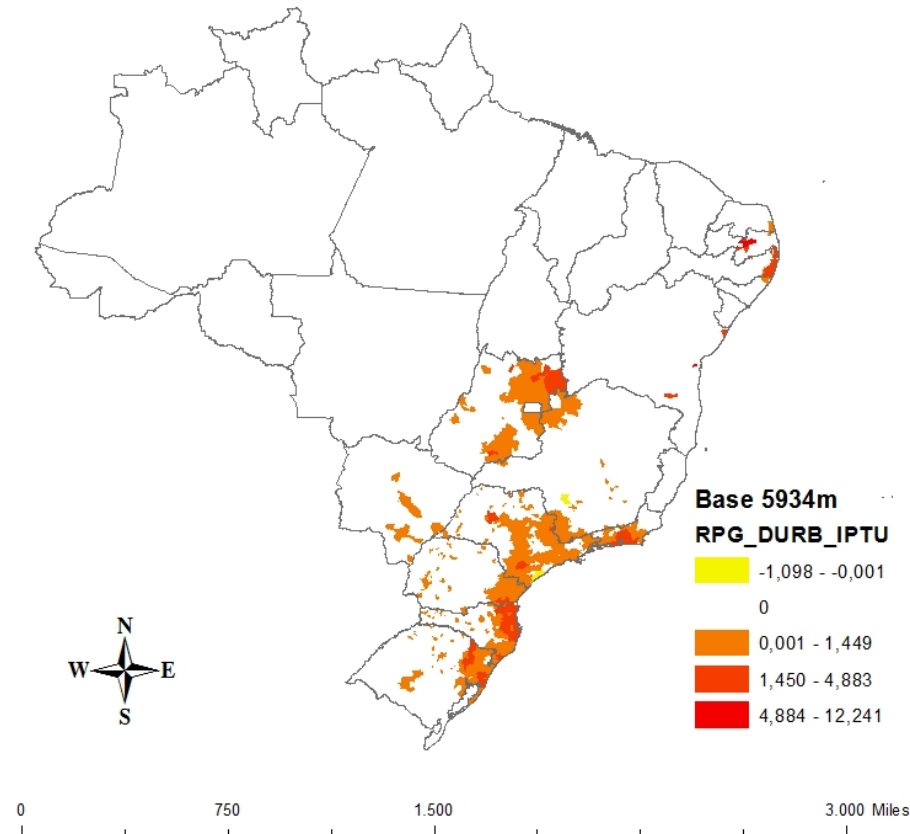 Base 5934m
RPG_DURB_IPTU
-1,098 - -0,001
0
0,001 - 1,449
1,450 - 4,883
4,884 - 12,241
N
W E
S
0 750 1.500 3.000 Miles